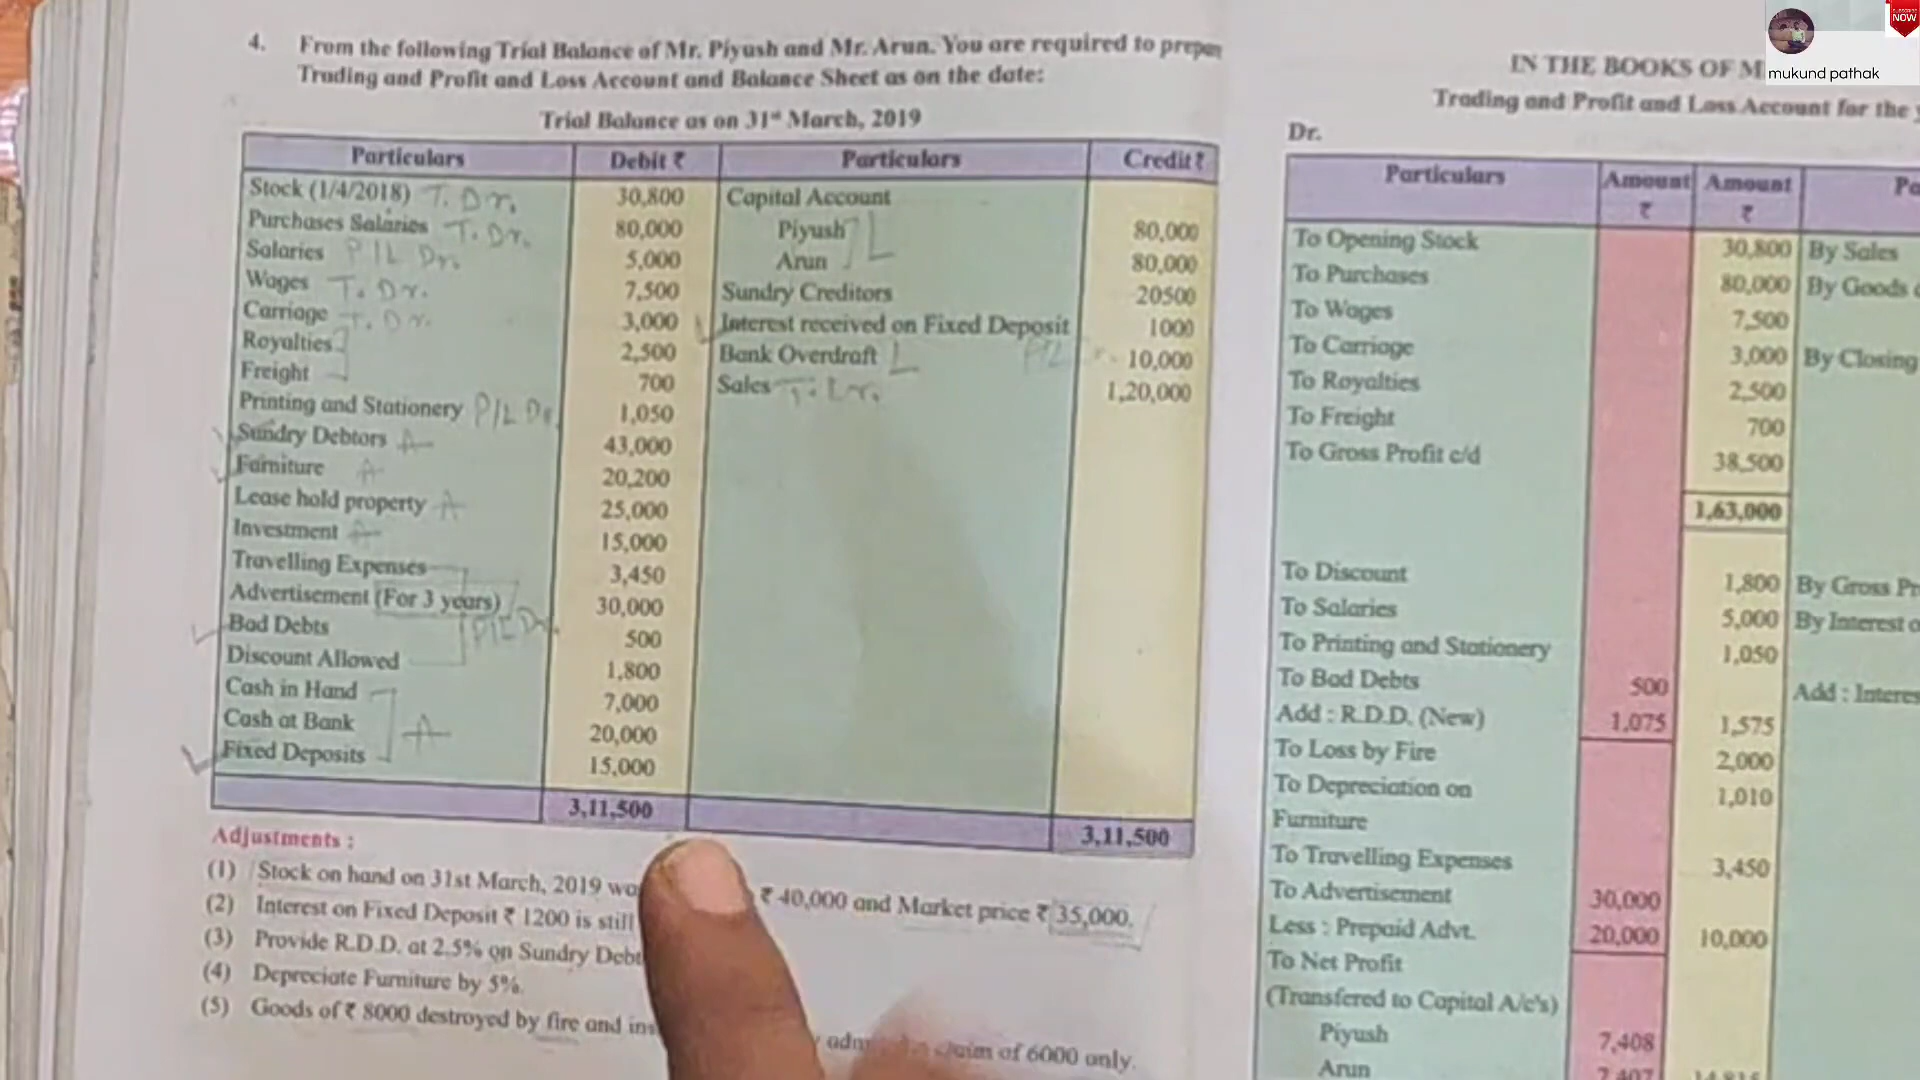 4. From the following Trial Balance of Mr. Piyush and Mr. Arun. You are required to prepare
Trading and Profit and Loss Account and Balance Sheet as on the date:
Trial Balance as on 31st March, 2019
Particulars Debit ₹ Particulars Credit ₹
Stock (1/4/2018) T. Dr. 30,800 Capital Account
Purchases Salaries T. Dr. 80,000 Piyush L 80,000
Salaries P/L Dr. 5,000 Arun 80,000
Wages T. Dr. 7,500 Sundry Creditors 20500
Carriage T. Dr. 3,000 Interest received on Fixed Deposit 1000
Royalties 2,500 Bank Overdraft L P/L 10,000
Freight 700 Sales T. Cr. 1,20,000
Printing and Stationery P/L Dr. 1,050
Sundry Debtors A 43,000
Furniture A 20,200
Lease hold property A 25,000
Investment A 15,000
Travelling Expenses 3,450
Advertisement (For 3 years) 30,000
Bad Debts P/L Dr. 500
Discount Allowed 1,800
Cash in Hand 7,000
Cash at Bank A 20,000
Fixed Deposits 15,000
3,11,500 3,11,500
Adjustments :
(1) Stock on hand on 31st March, 2019 ₹ 40,000 and Market price ₹ 35,000.
(2) Interest on Fixed Deposit ₹ 1200 is still
(3) Provide R.D.D. at 2.5% on Sundry
(4) Depreciate Furniture by 5%.
(5) Goods of ₹ 8000 destroyed by fire and claim of 6000 only.
IN THE BOOKS OF M
Trading and Profit and Loss Account for the
Dr.
Particulars Amount ₹ Amount ₹
To Opening Stock 30,800 By Sales
To Purchases 80,000 By Goods
To Wages 7,500
To Carriage 3,000 By Closing
To Royalties 2,500
To Freight 700
To Gross Profit c/d 38,500
1,63,000
To Discount 1,800 By Gross
To Salaries 5,000 By Interest
To Printing and Stationery 1,050
To Bad Debts 500 Add : Interes
Add : R.D.D. (New) 1,075 1,575
To Loss by Fire 2,000
To Depreciation on 1,010
Furniture
To Travelling Expenses 3,450
To Advertisement 30,000
Less : Prepaid Advt. 20,000 10,000
To Net Profit
(Transfered to Capital A/c's)
Piyush 7,408
Arun
SUBSCRIBE
NOW
mukund pathak